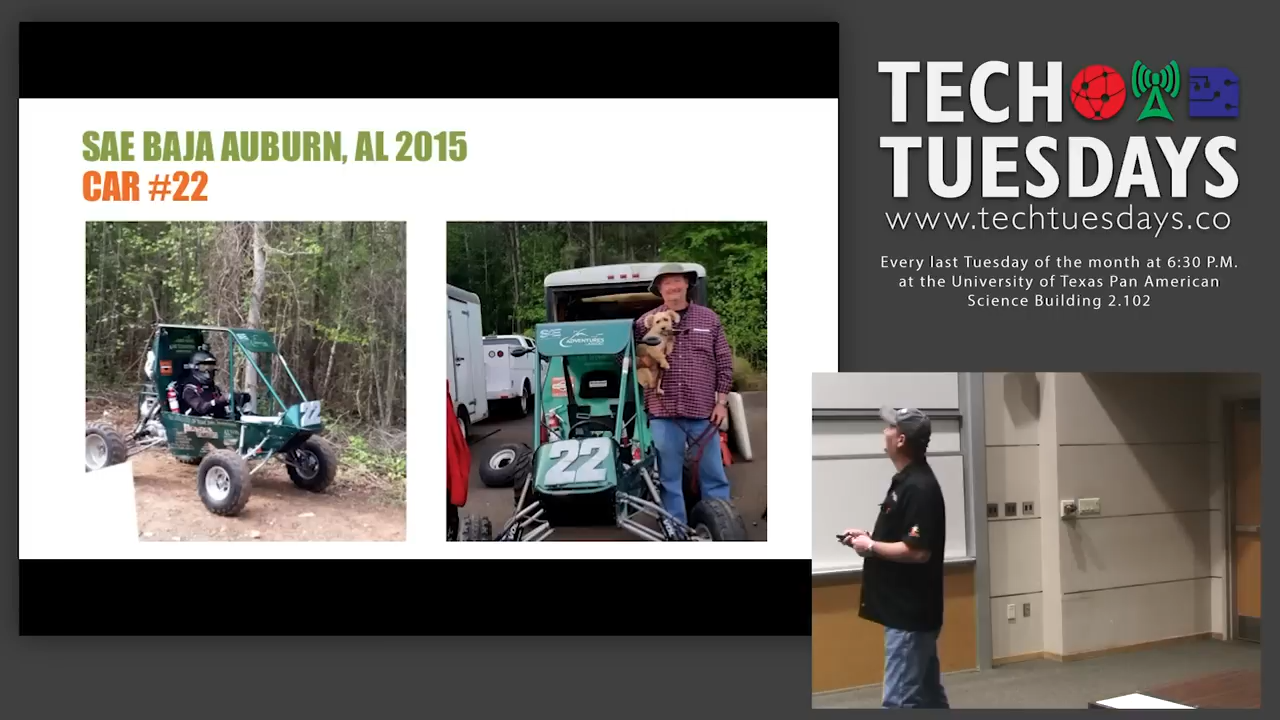 SAE BAJA AUBURN, AL 2015
CAR #22
22
ADVENTURES
22
TECH
TUESDAYS
www.techtuesdays.co
Every last Tuesday of the month at 6:30 P.M.
at the University of Texas Pan American
Science Building 2.102